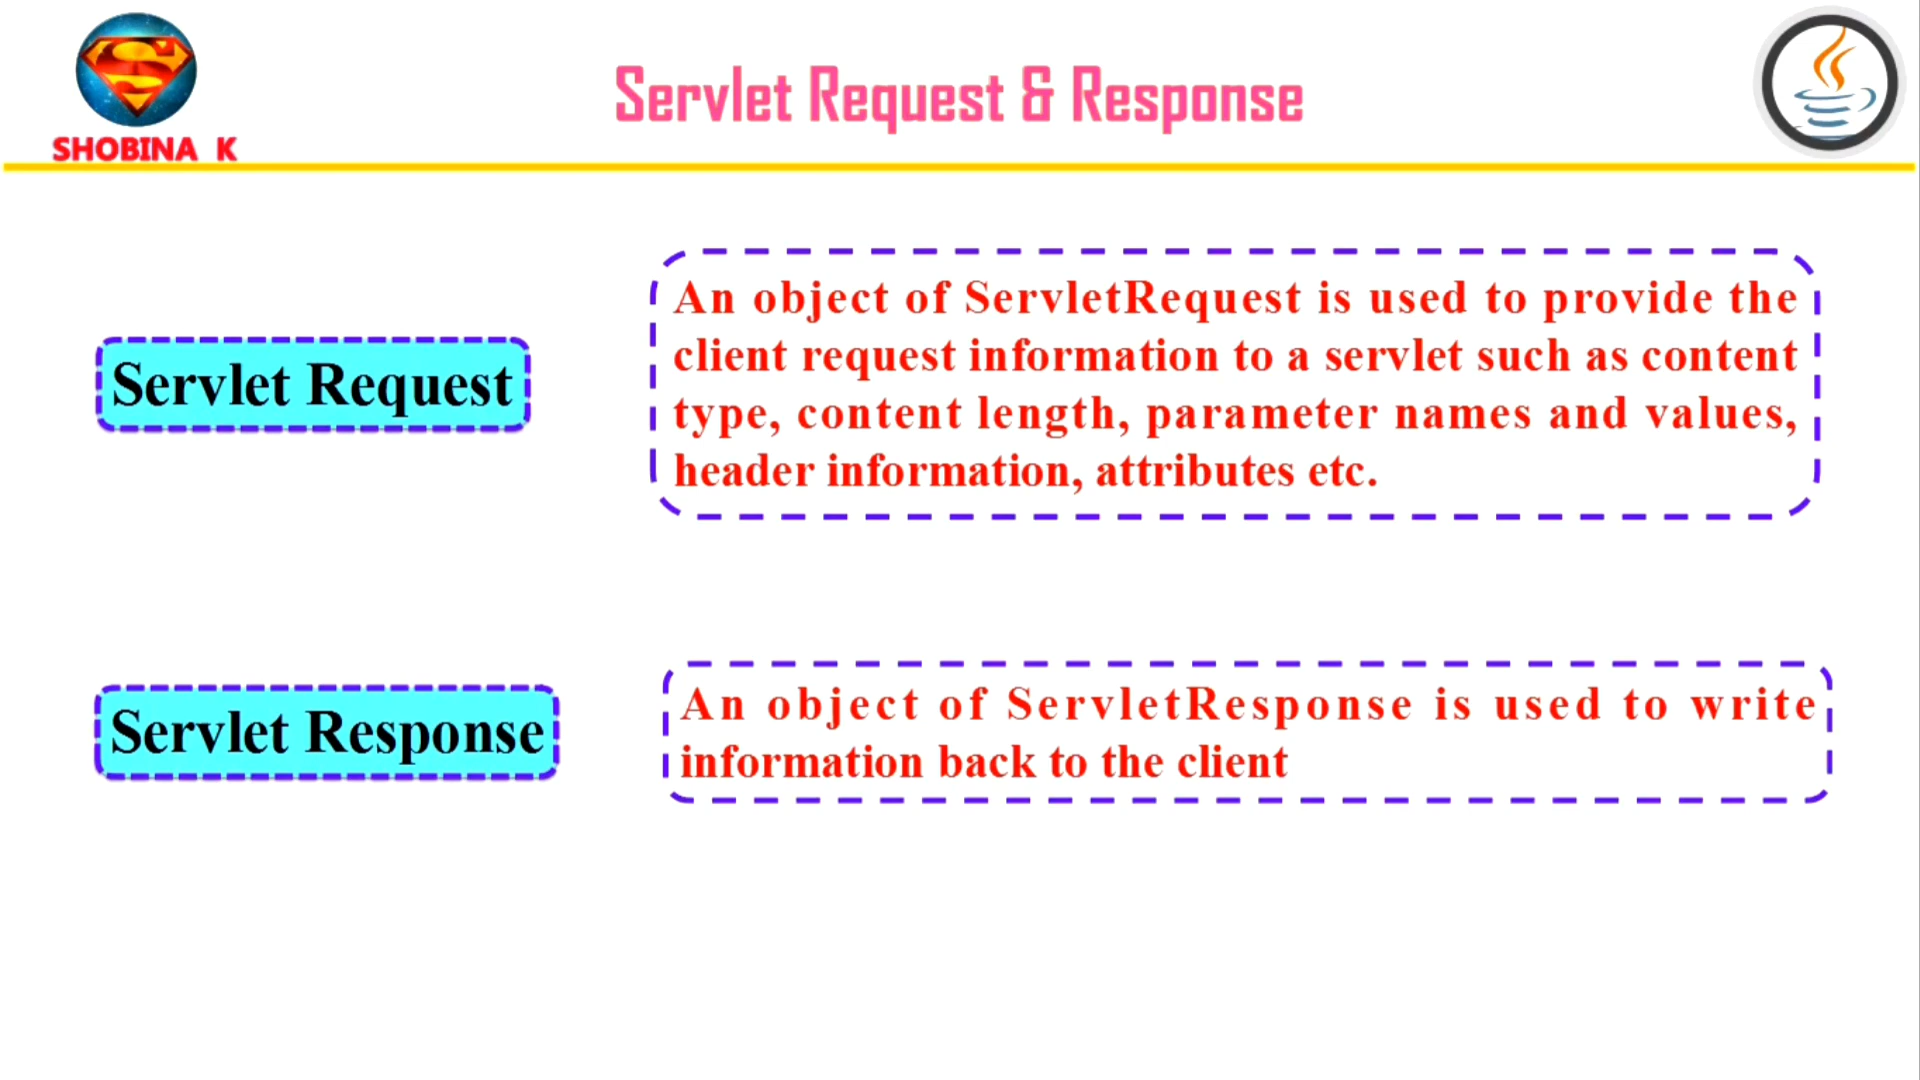 SHOBINA K
Servlet Request & Response
Servlet Request
An object of ServletRequest is used to provide the
client request information to a servlet such as content
type, content length, parameter names and values,
header information, attributes etc.
Servlet Response
An object of ServletResponse is used to write
information back to the client